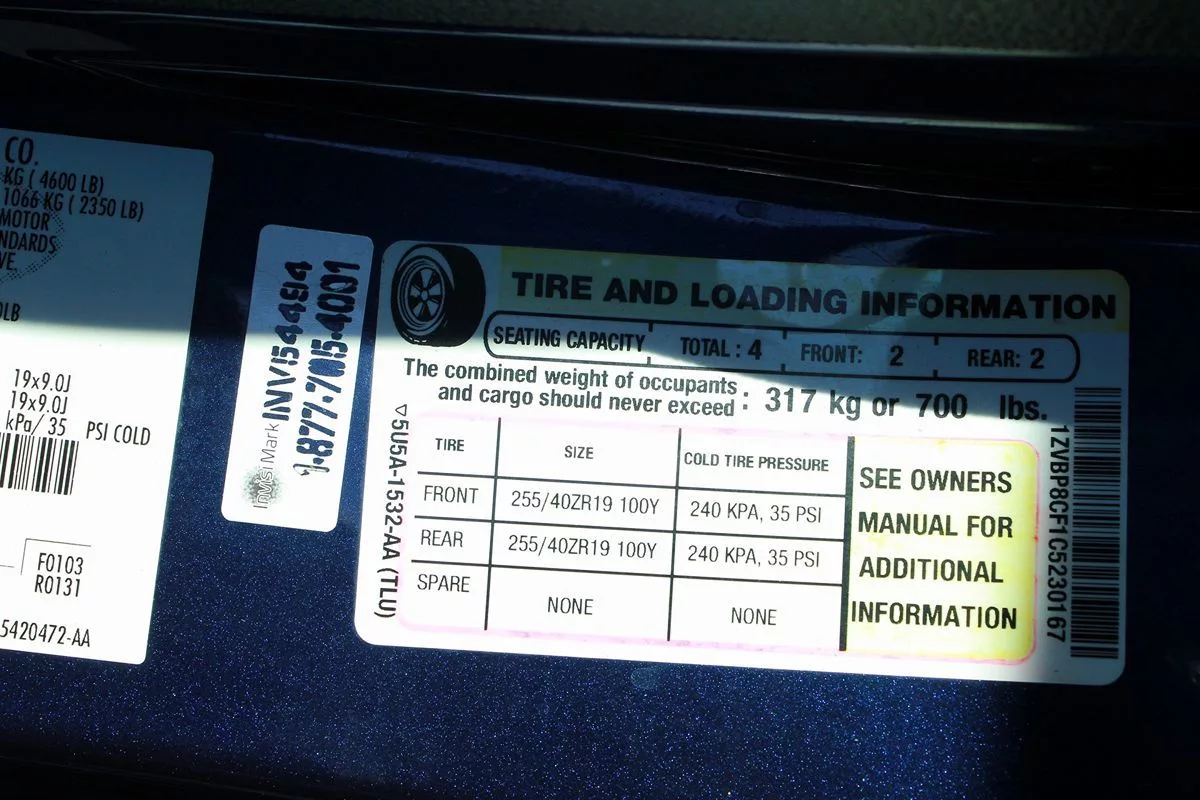 CO.
KG ( 4600 LB)
1066 KG ( 2350 LB)
MOTOR
NDARDS
VE.
0LB
19x9.0J
19x9.0J
kPa/ 35 PSI COLD
F0103
R0131
5420472-AA
InvisiMark INV154494
1-877-705-4001
TIRE AND LOADING INFORMATION
SEATING CAPACITY TOTAL : 4 FRONT: 2 REAR: 2
The combined weight of occupants
and cargo should never exceed : 317 kg or 700 lbs.
TIRE SIZE COLD TIRE PRESSURE
FRONT 255/40ZR19 100Y 240 KPA, 35 PSI
REAR 255/40ZR19 100Y 240 KPA, 35 PSI
SPARE NONE NONE
SEE OWNERS
MANUAL FOR
ADDITIONAL
INFORMATION
▽5U5A-1532-AA (TLU)
1ZVBP8CF1C5230167